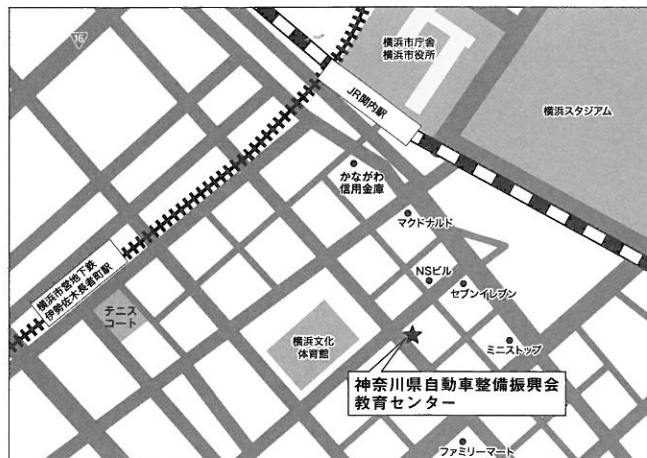 16
横浜市庁舎
横浜市役所
JR関内駅
横浜スタジアム
かながわ
信用金庫
マクドナルド
横浜市営地下鉄
伊勢佐木長者町駅
NSビル
セブンイレブン
テニス
コート
横浜文化
体育館
ミニストップ
神奈川県自動車整備振興会
教育センター
ファミリーマート